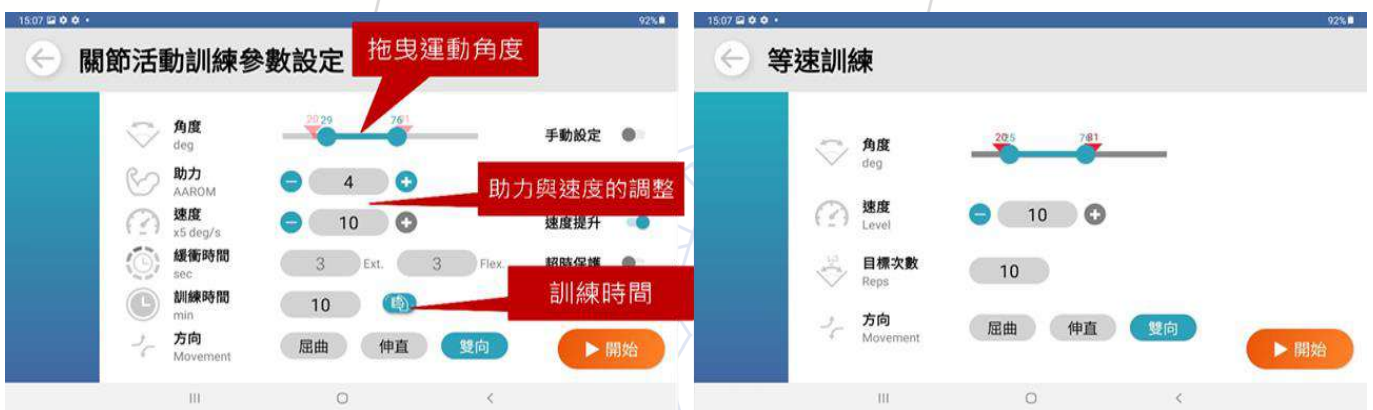 15:07
92%
關節活動訓練參數設定
拖曳運動角度
角度
deg
20 29
76
手動設定
助力
AAROM
4
助力與速度的調整
速度
x5 deg/s
10
速度提升
緩衝時間
sec
3 Ext. 3 Flex.
超時保護
訓練時間
min
10
訓練時間
方向
Movement
屈曲 伸直 雙向
開始
15:07
92%
等速訓練
角度
deg
81
速度
Level
10
目標次數
Reps
10
方向
Movement
屈曲 伸直 雙向
開始